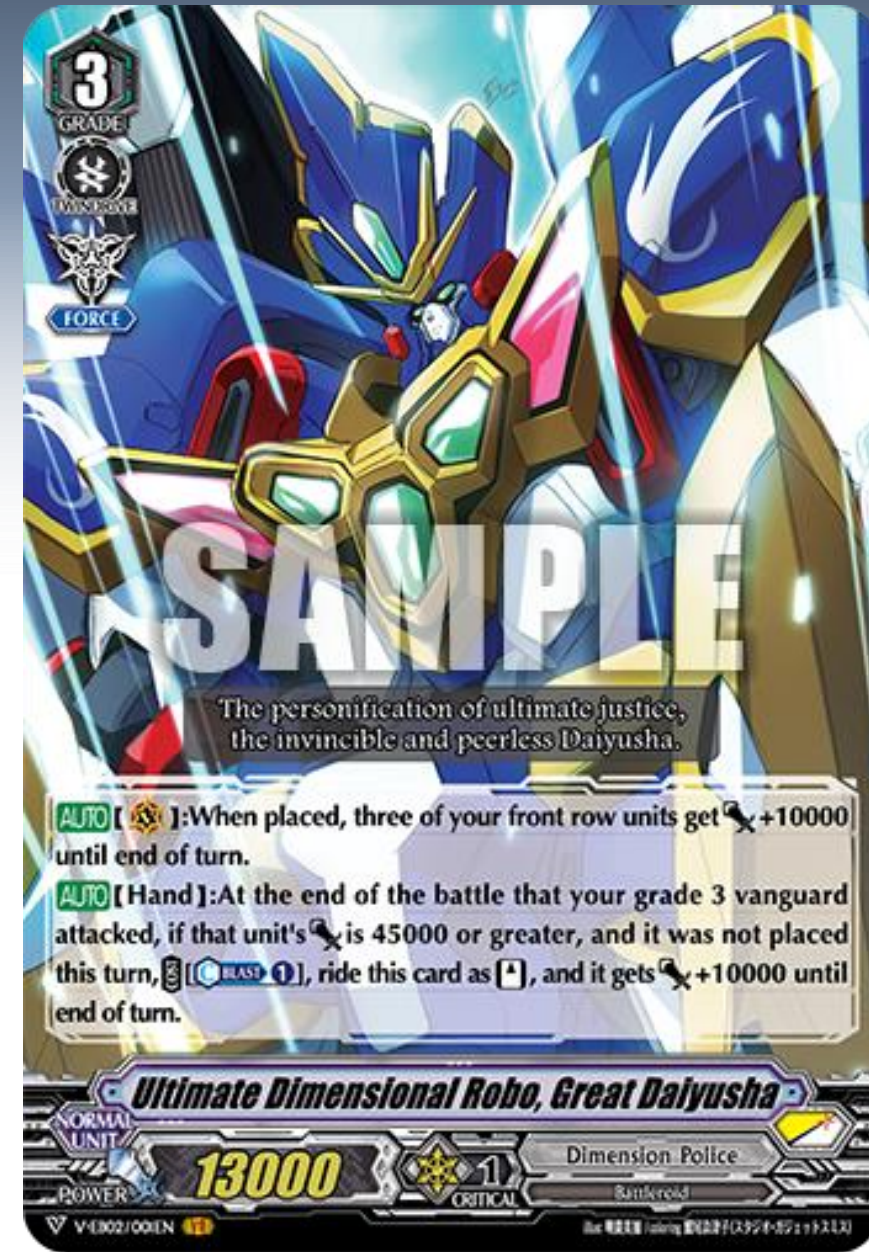 3
GRADE
TWINDRIVE
FORCE
SAMPLE
The personification of ultimate justice,
the invincible and peerless Daiyusha.
AUTO [ ]:When placed, three of your front row units get +10000
until end of turn.
AUTO [Hand]:At the end of the battle that your grade 3 vanguard
attacked, if that unit's is 45000 or greater, and it was not placed
this turn, COST [C BLAST 1], ride this card as [ ], and it gets +10000 until
end of turn.
Ultimate Dimensional Robo, Great Daiyusha
NORMAL
UNIT
POWER 13000 1 CRITICAL
Dimension Police
Battleroid
V-EB02/001EN VR